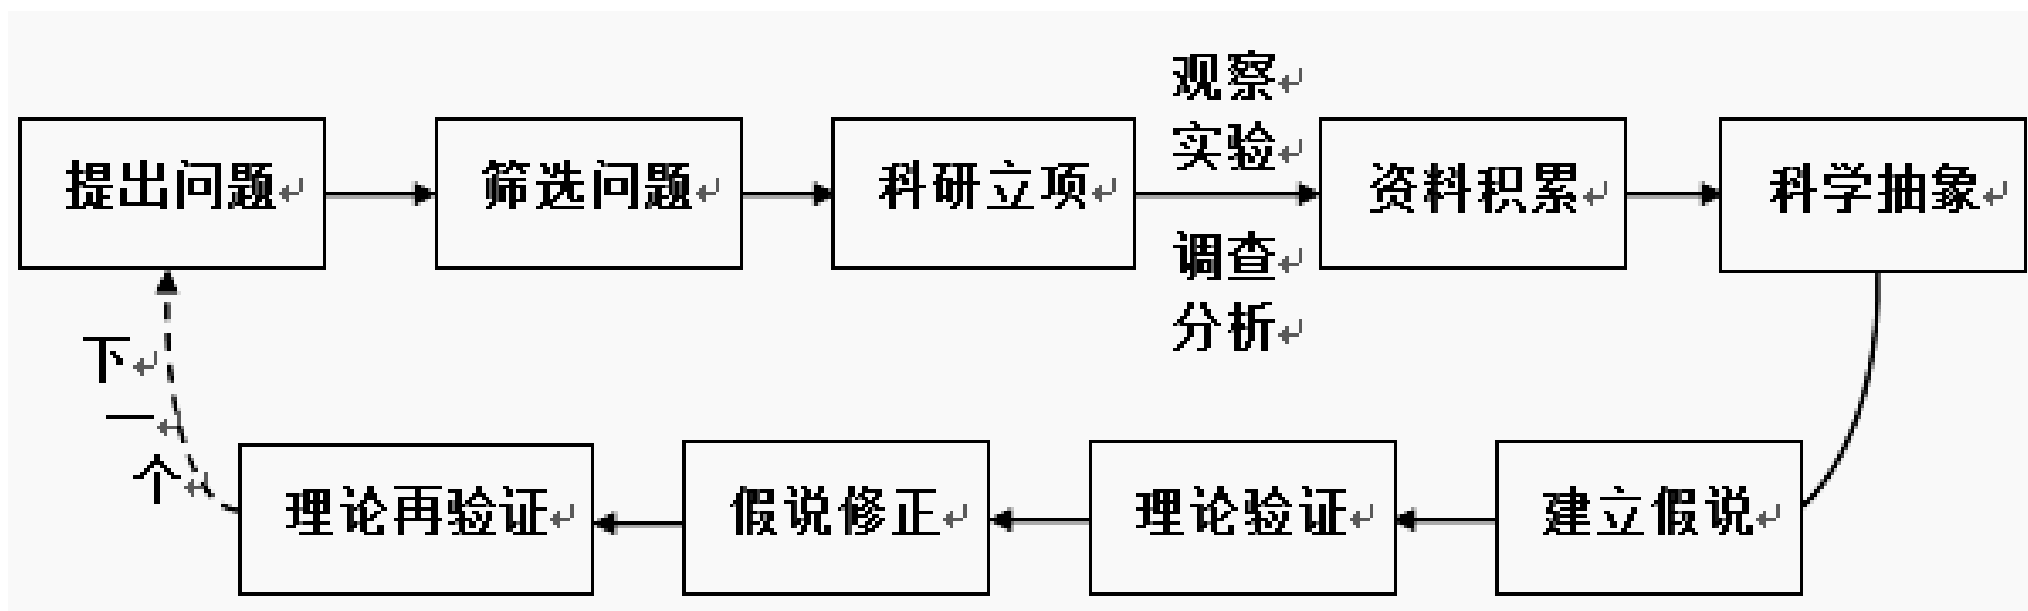 提出问题
筛选问题
科研立项
观察
实验
调查
分析
资料积累
科学抽象
建立假说
理论验证
假说修正
理论再验证
下
一
个